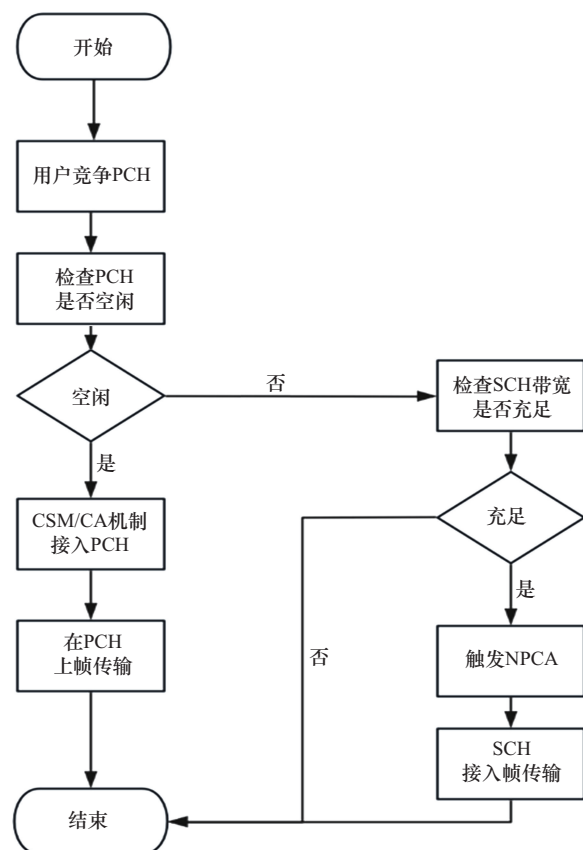 开始
用户竞争PCH
检查PCH
是否空闲
空闲
否
检查SCH带宽
是否充足
是
充足
CSM/CA机制
接入PCH
是
在PCH
上帧传输
否
触发NPCA
SCH
接入帧传输
结束